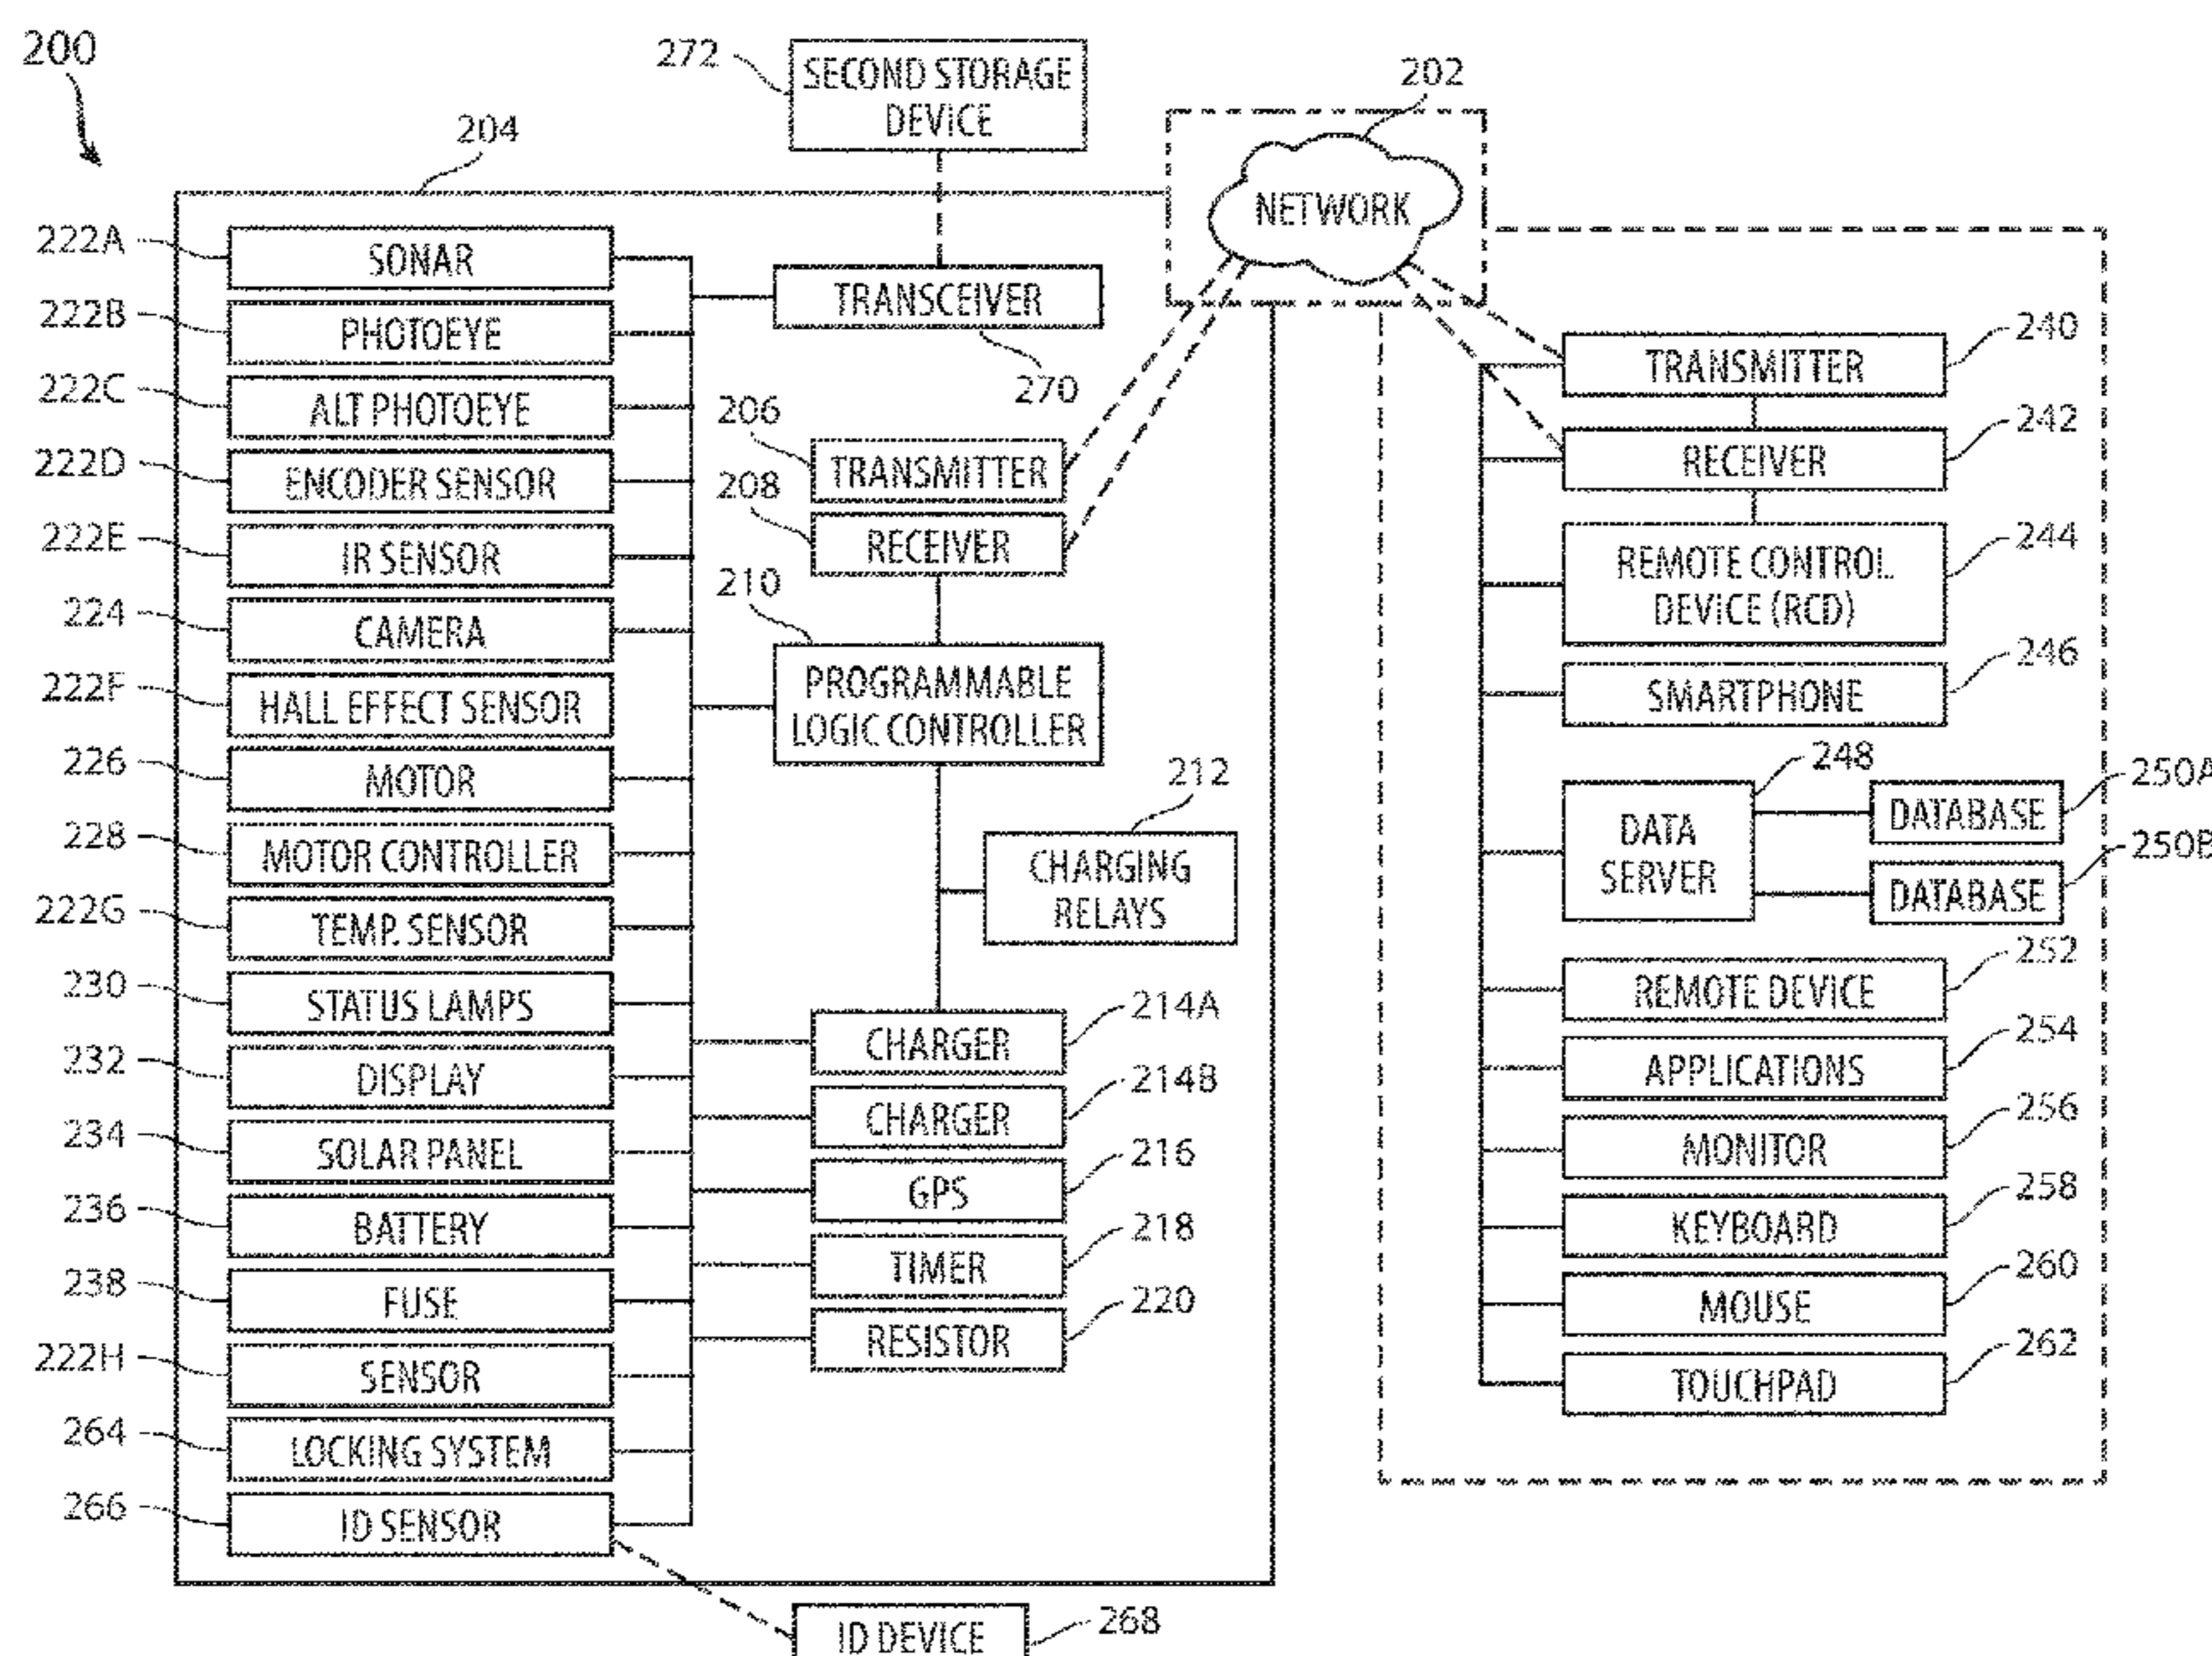 200
272
SECOND STORAGE
DEVICE
202
NETWORK
204
222A
SONAR
222B
PHOTOEYE
222C
ALT PHOTOEYE
222D
ENCODER SENSOR
222E
IR SENSOR
224
CAMERA
222F
HALL EFFECT SENSOR
226
MOTOR
228
MOTOR CONTROLLER
222G
TEMP. SENSOR
230
STATUS LAMPS
232
DISPLAY
234
SOLAR PANEL
236
BATTERY
238
FUSE
222H
SENSOR
264
LOCKING SYSTEM
266
ID SENSOR
TRANSCEIVER
270
206
TRANSMITTER
208
RECEIVER
210
PROGRAMMABLE
LOGIC CONTROLLER
212
CHARGING
RELAYS
CHARGER
214A
CHARGER
214B
GPS
216
TIMER
218
RESISTOR
220
ID DEVICE
268
TRANSMITTER
240
RECEIVER
242
REMOTE CONTROL
DEVICE (RCD)
244
SMARTPHONE
246
DATA
SERVER
248
DATABASE
250A
DATABASE
250B
REMOTE DEVICE
252
APPLICATIONS
254
MONITOR
256
KEYBOARD
258
MOUSE
260
TOUCHPAD
262